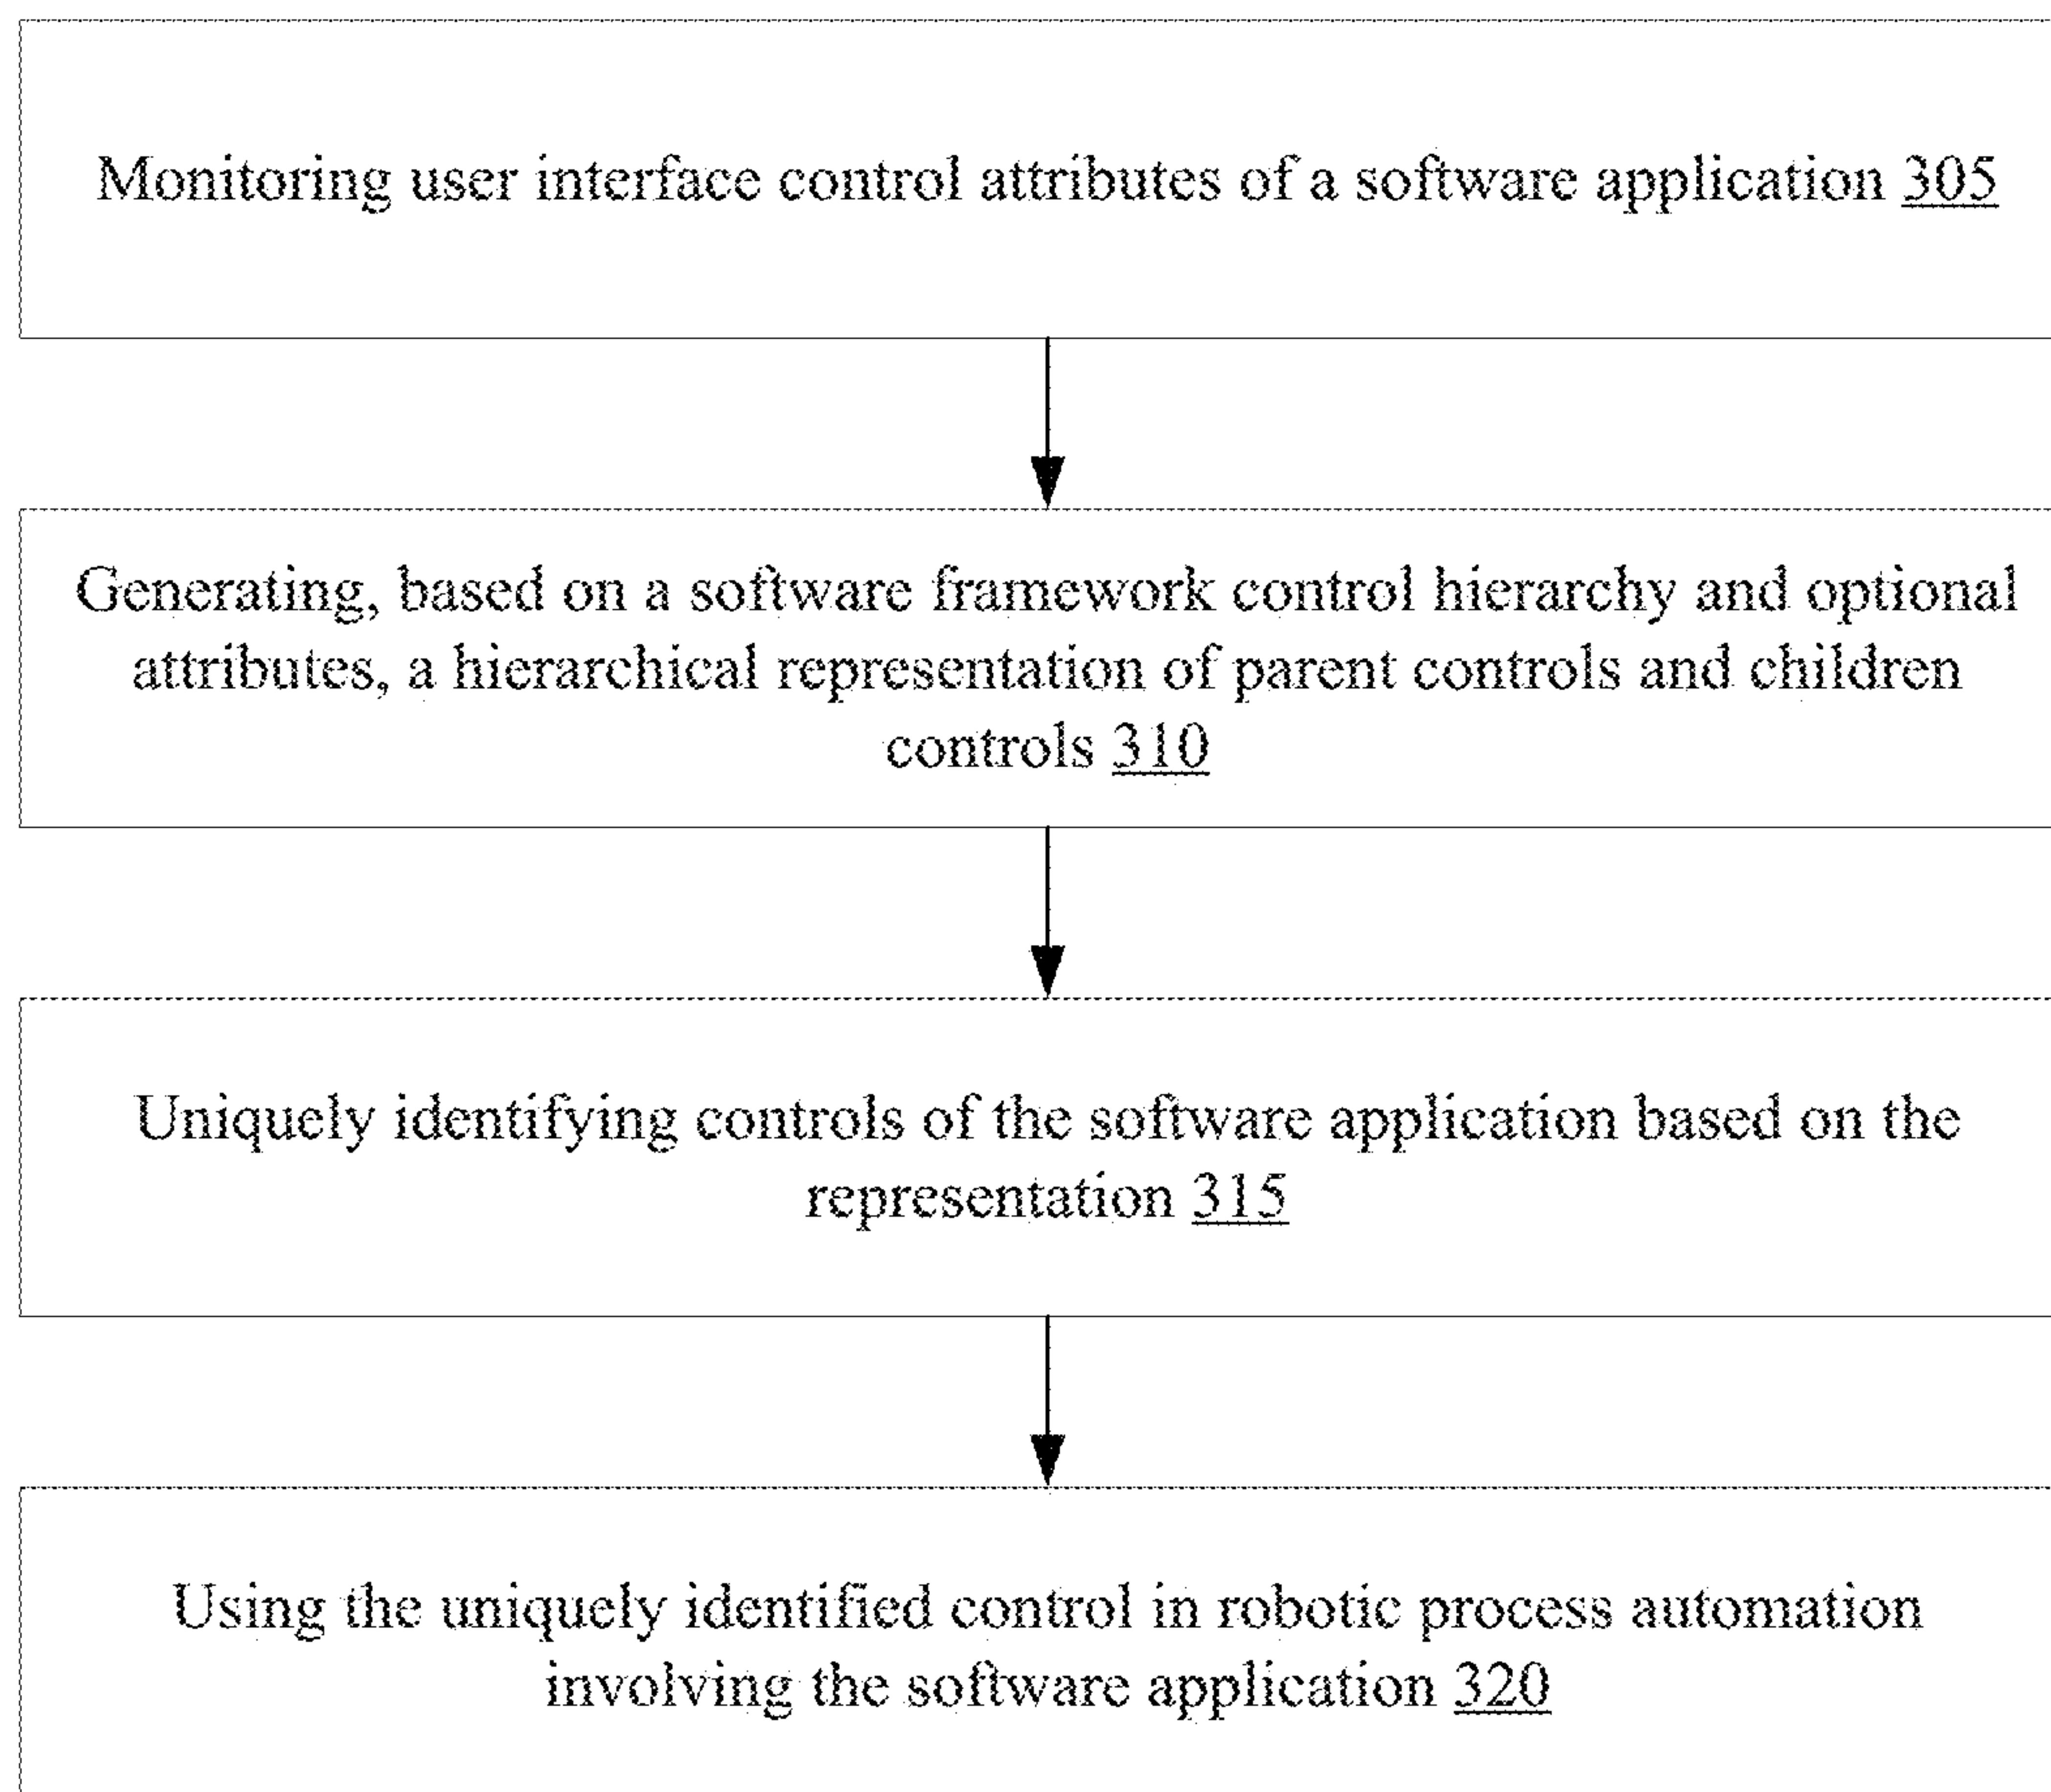 Monitoring user interface control attributes of a software application 305
Generating, based on a software framework control hierarchy and optional
attributes, a hierarchical representation of parent controls and children
controls 310
Uniquely identifying controls of the software application based on the
representation 315
Using the uniquely identified control in robotic process automation
involving the software application 320